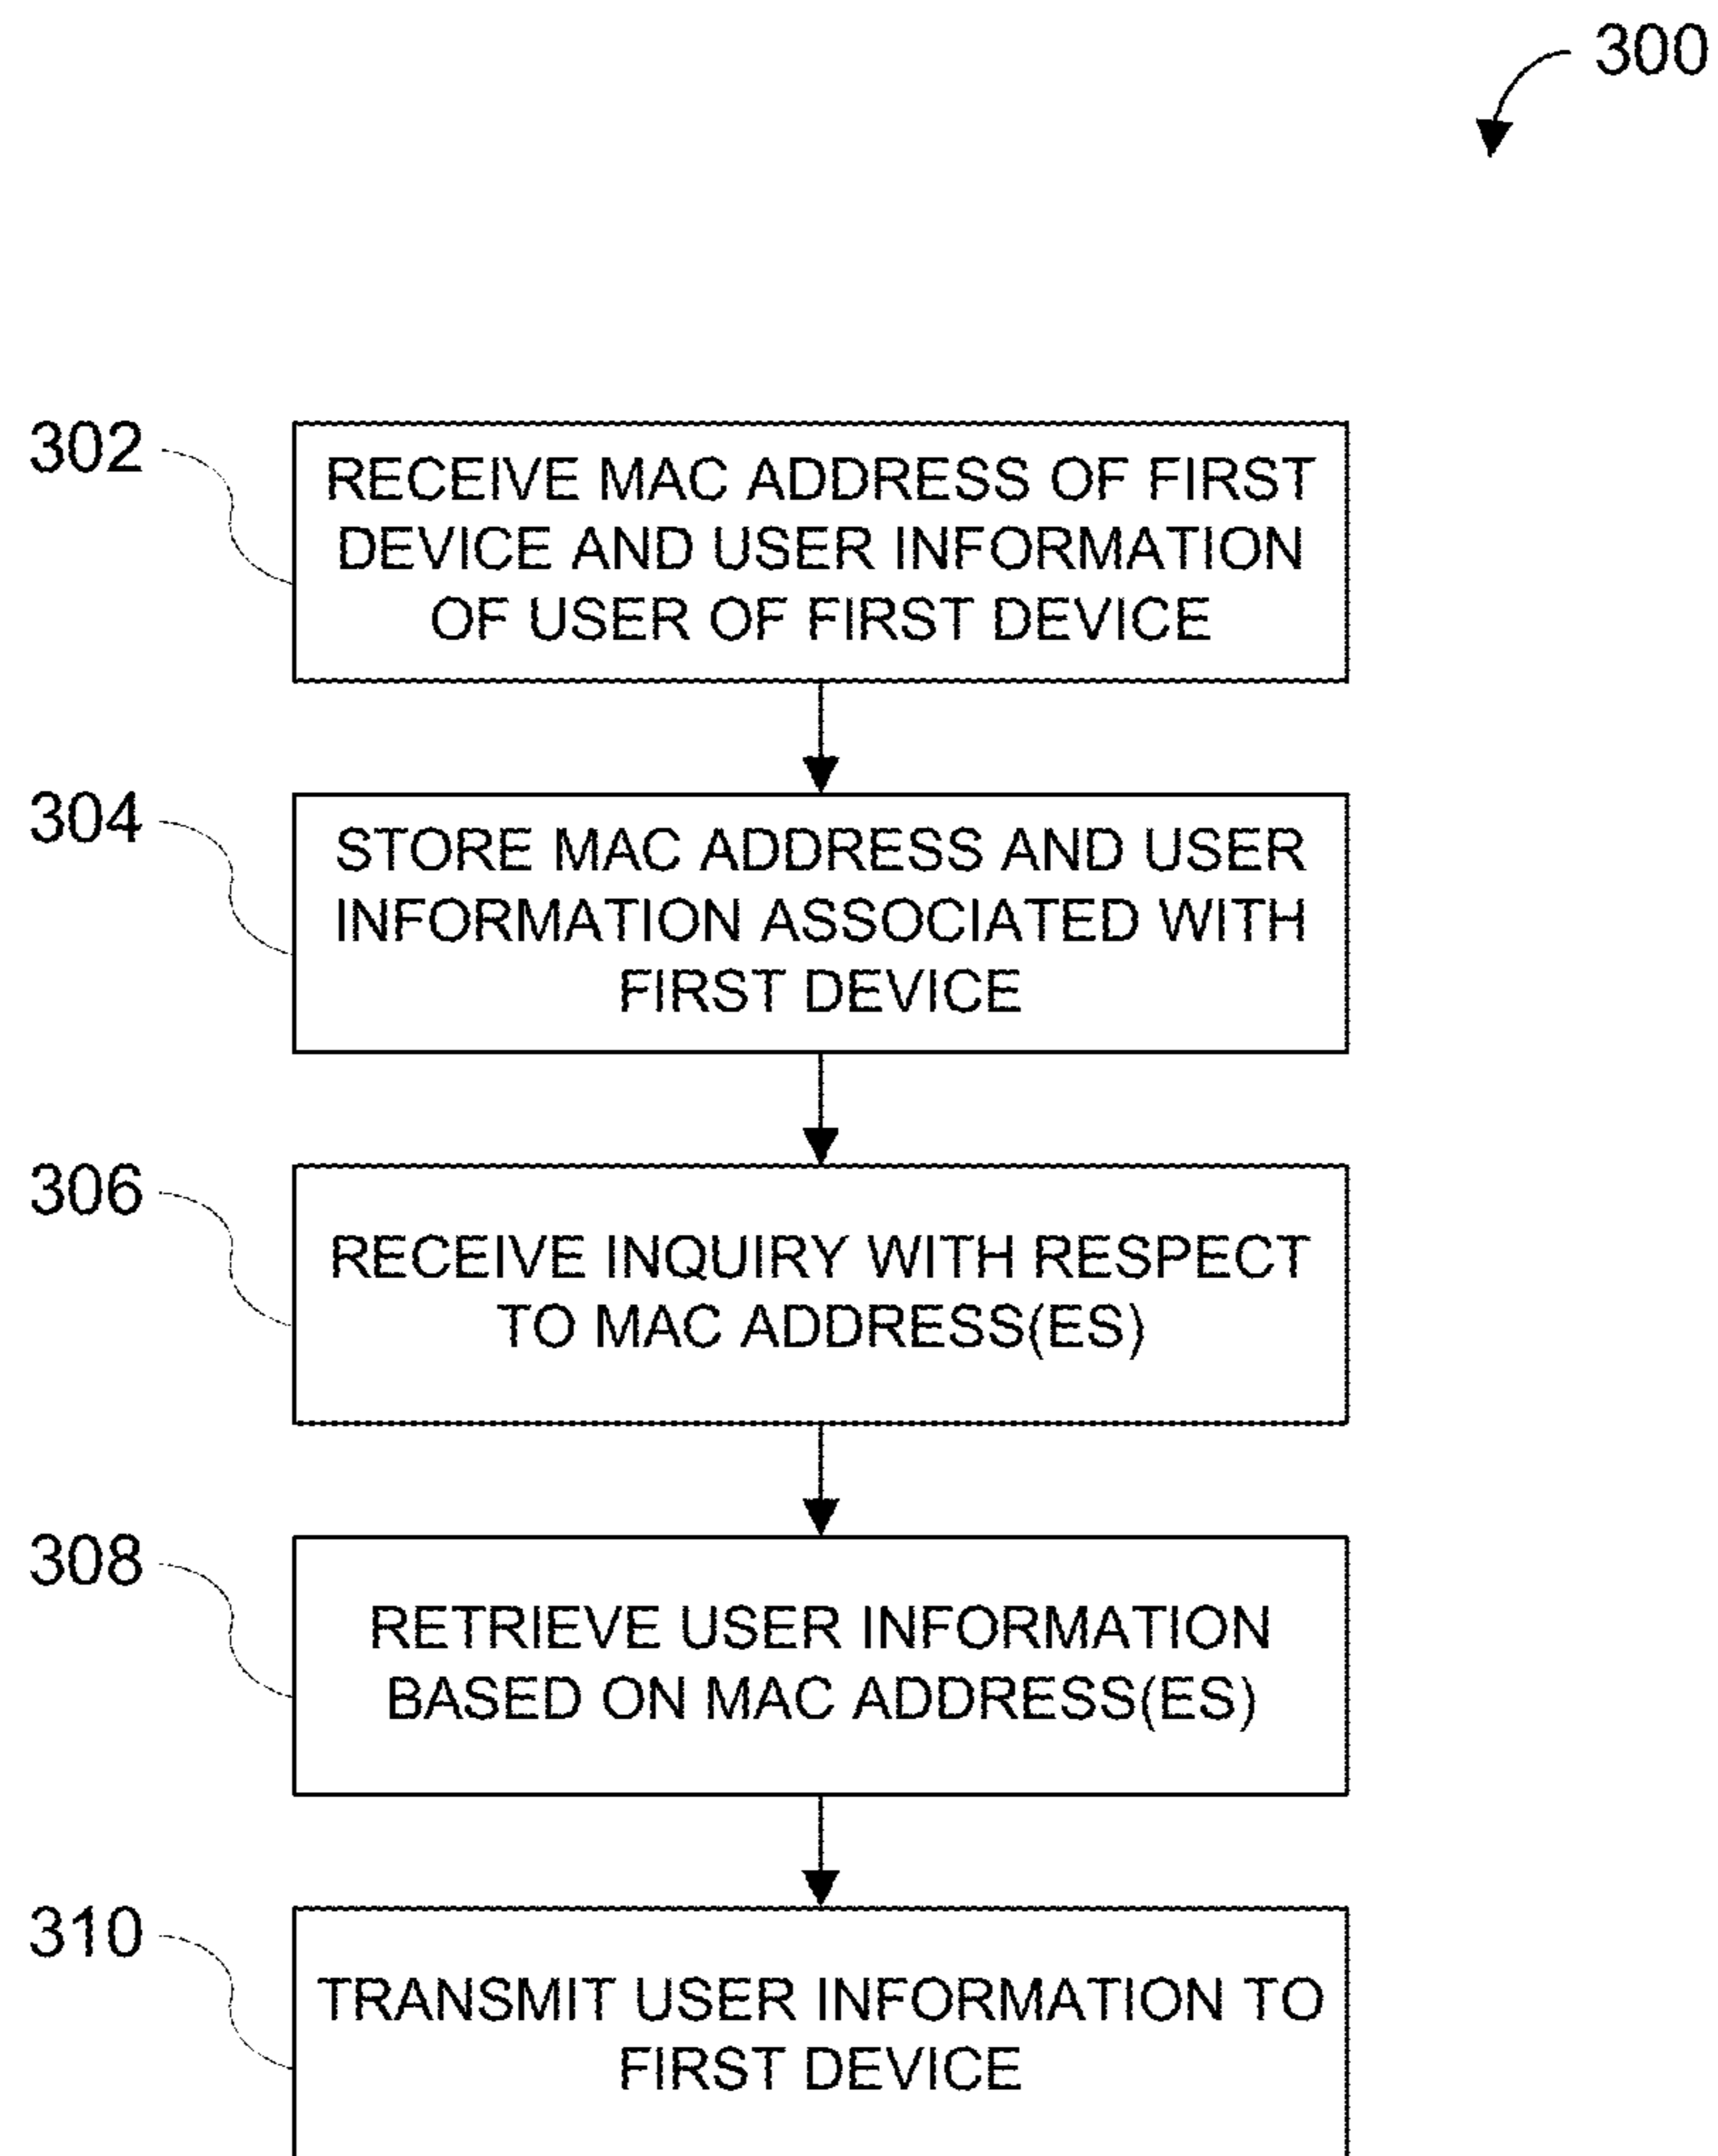 300
302
RECEIVE MAC ADDRESS OF FIRST
DEVICE AND USER INFORMATION
OF USER OF FIRST DEVICE
304
STORE MAC ADDRESS AND USER
INFORMATION ASSOCIATED WITH
FIRST DEVICE
306
RECEIVE INQUIRY WITH RESPECT
TO MAC ADDRESS(ES)
308
RETRIEVE USER INFORMATION
BASED ON MAC ADDRESS(ES)
310
TRANSMIT USER INFORMATION TO
FIRST DEVICE